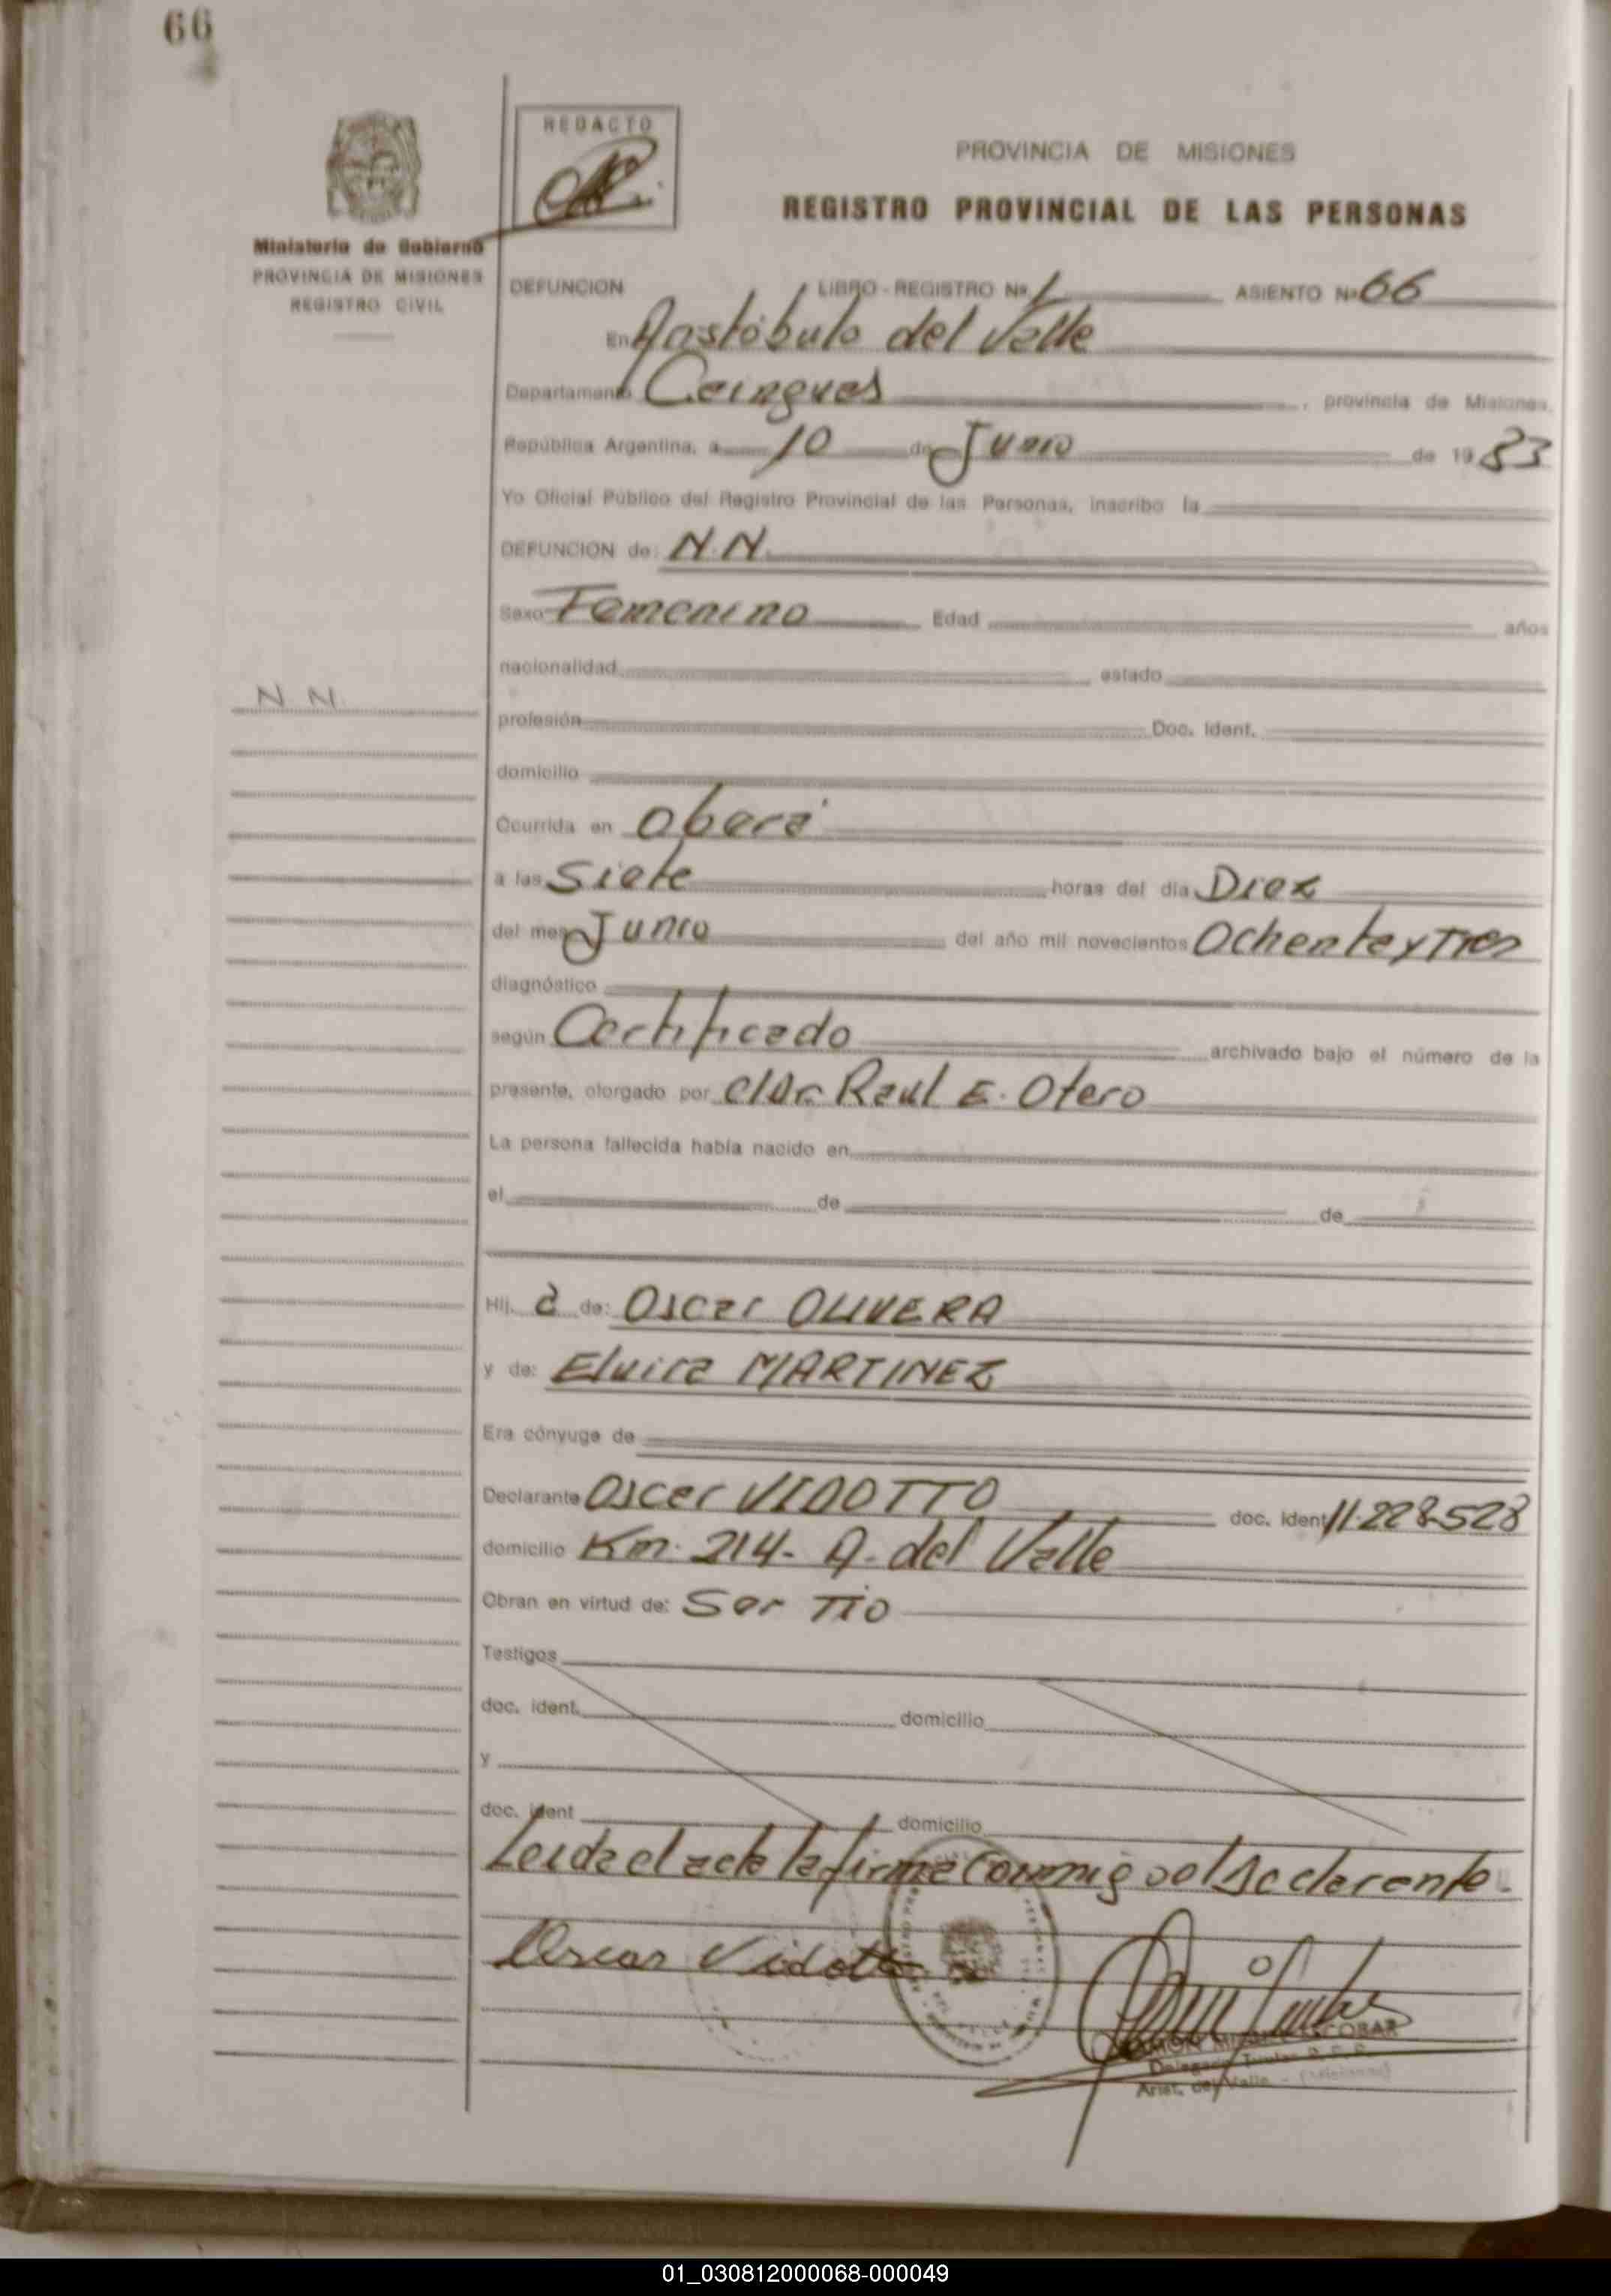 66
REDACTO
PROVINCIA DE MISIONES
REGISTRO PROVINCIAL DE LAS PERSONAS
Ministerio de Gobierno
PROVINCIA DE MISIONES
REGISTRO CIVIL
DEFUNCION LIBRO - REGISTRO Nº 1 ASIENTO Nº 66
En Aristóbulo del Valle
Departamento Cainguas, provincia de Misiones,
República Argentina, a 10 de Junio de 1983
Yo Oficial Público del Registro Provincial de las Personas, inscribo la
DEFUNCION de: N.N.
Sexo Femenino Edad años
nacionalidad estado
N N.
profesión Doc. Ident.
domicilio
Ocurrida en Oberá
a las Siete horas del día Diez
del mes Junio del año mil novecientos Ochenta y Tres
diagnóstico
según Certificado archivado bajo el número de la
presente, otorgado por el Dr. Raul E. Otero
La persona fallecida había nacido en
el de de
Hij. a de: Oscar OLIVERA
y de: Elvira MARTINEZ
Era cónyuge de
Declarante Oscar VIDOTTO doc. ident 11.228.528
domicilio Km. 214- A. del Valle
Obran en virtud de: Ser Tio
Testigos
doc. ident. domicilio
y
doc. ident domicilio
Leida el acta la firma conmigo el declarante.
Oscar Vidotto
RAMON ESCOBAR
Arist. del Valle - (Misiones)
01_030812000068-000049